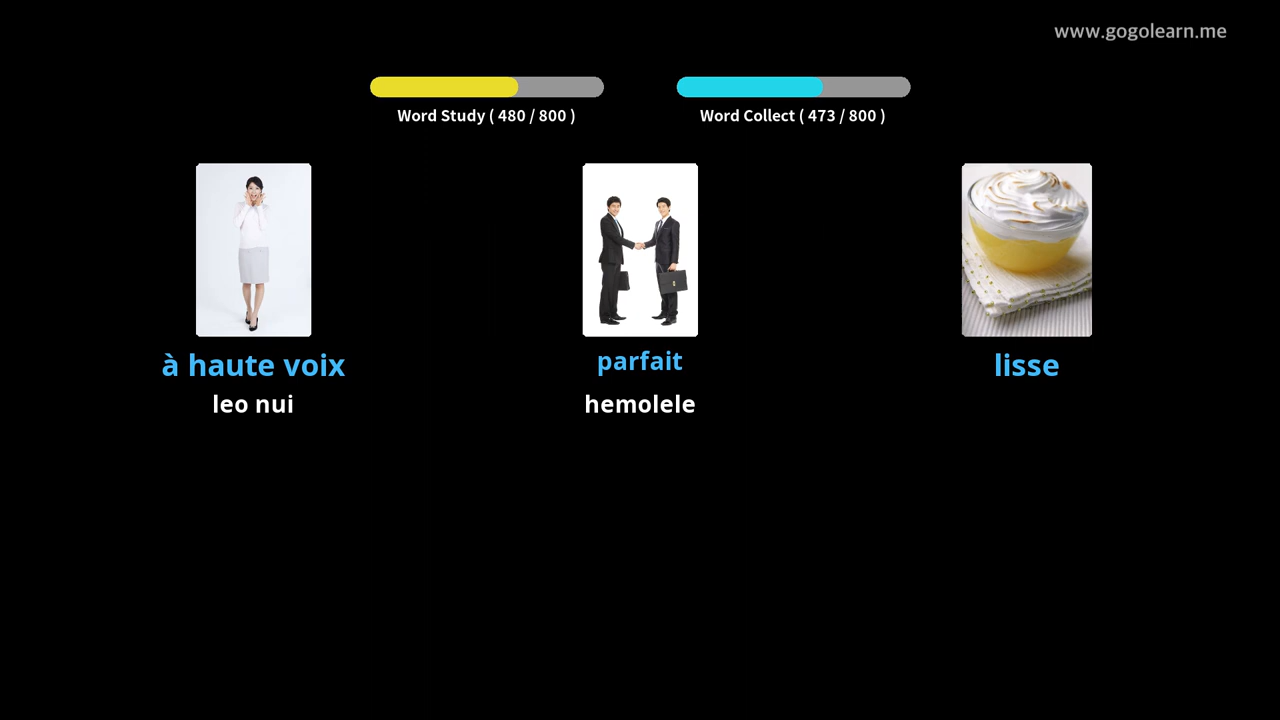 www.gogolearn.me
Word Study ( 480 / 800 )
Word Collect ( 473 / 800 )
à haute voix
parfait
lisse
leo nui
hemolele